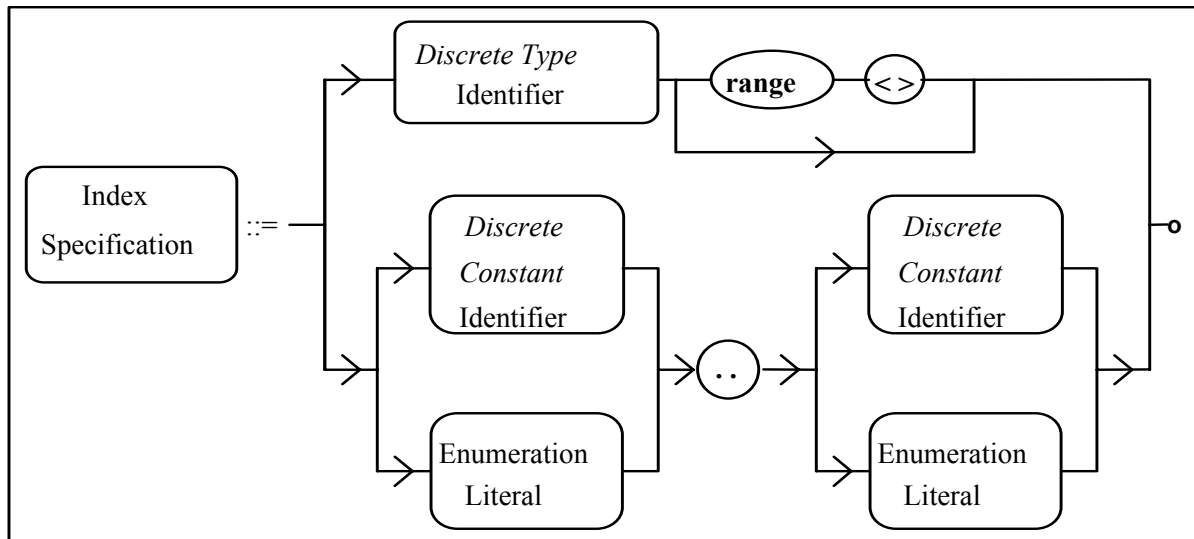 Discrete Type
Identifier
range
< >
Index
Specification
::=
Discrete
Constant
Identifier
. .
Discrete
Constant
Identifier
Enumeration
Literal
Enumeration
Literal